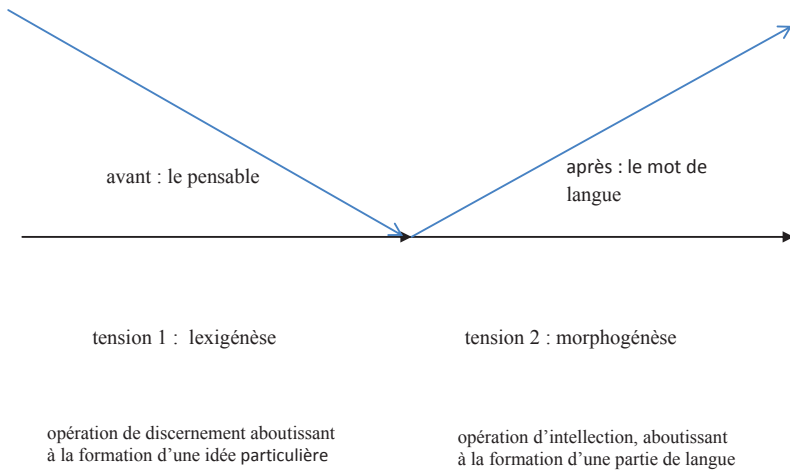 avant : le pensable
après : le mot de
langue
tension 1 : lexigénèse
tension 2 : morphogénèse
opération de discernement aboutissant
à la formation d'une idée particulière
opération d'intellection, aboutissant
à la formation d'une partie de langue